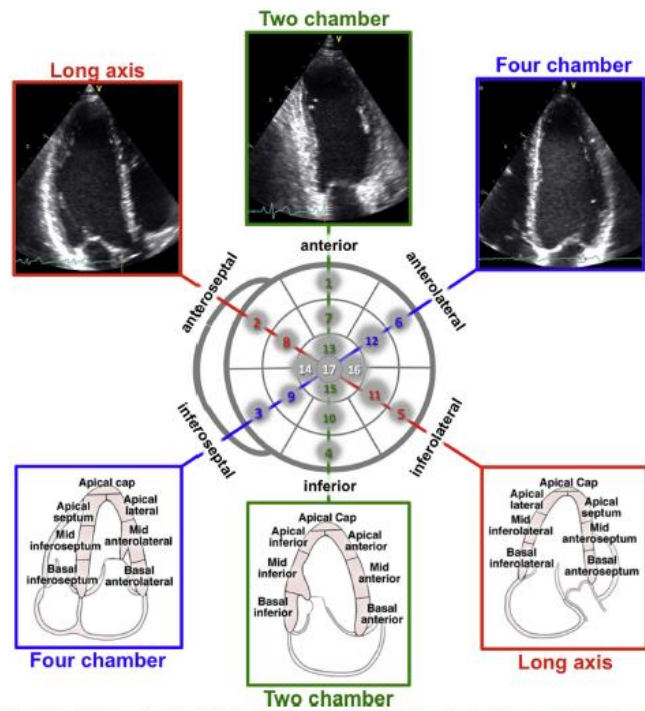 Two chamber
Long axis
Four chamber
V
V
V
anterior
anteroseptal
anterolateral
1
2
7
6
8
12
13
14 17 16
15
9
11
3
10
5
4
inferoseptal
inferolateral
inferior
Apical cap
Apical
septum
Apical
lateral
Mid
inferoseptum
Mid
anterolateral
Basal
inferoseptum
Basal
anterolateral
Four chamber
Apical Cap
Apical
inferior
Apical
anterior
Mid
inferior
Mid
anterior
Basal
inferior
Basal
anterior
Two chamber
Apical Cap
Apical
lateral
Apical
septum
Mid
inferolateral
Mid
anteroseptum
Basal
inferolateral
Basal
anteroseptum
Long axis